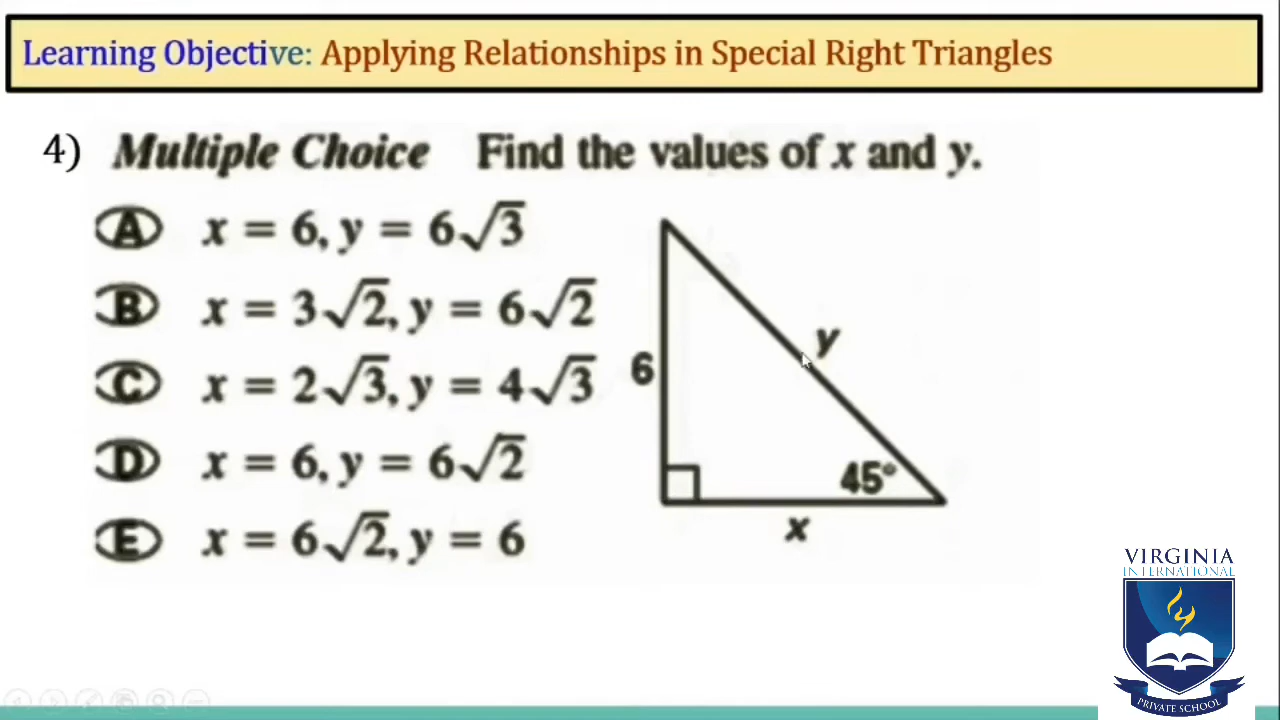 Learning Objective: Applying Relationships in Special Right Triangles
4) Multiple Choice Find the values of x and y.
A x = 6, y = 6√3
B x = 3√2, y = 6√2
C x = 2√3, y = 4√3
D x = 6, y = 6√2
E x = 6√2, y = 6
y
6
45°
x
VIRGINIA
INTERNATIONAL
PRIVATE SCHOOL